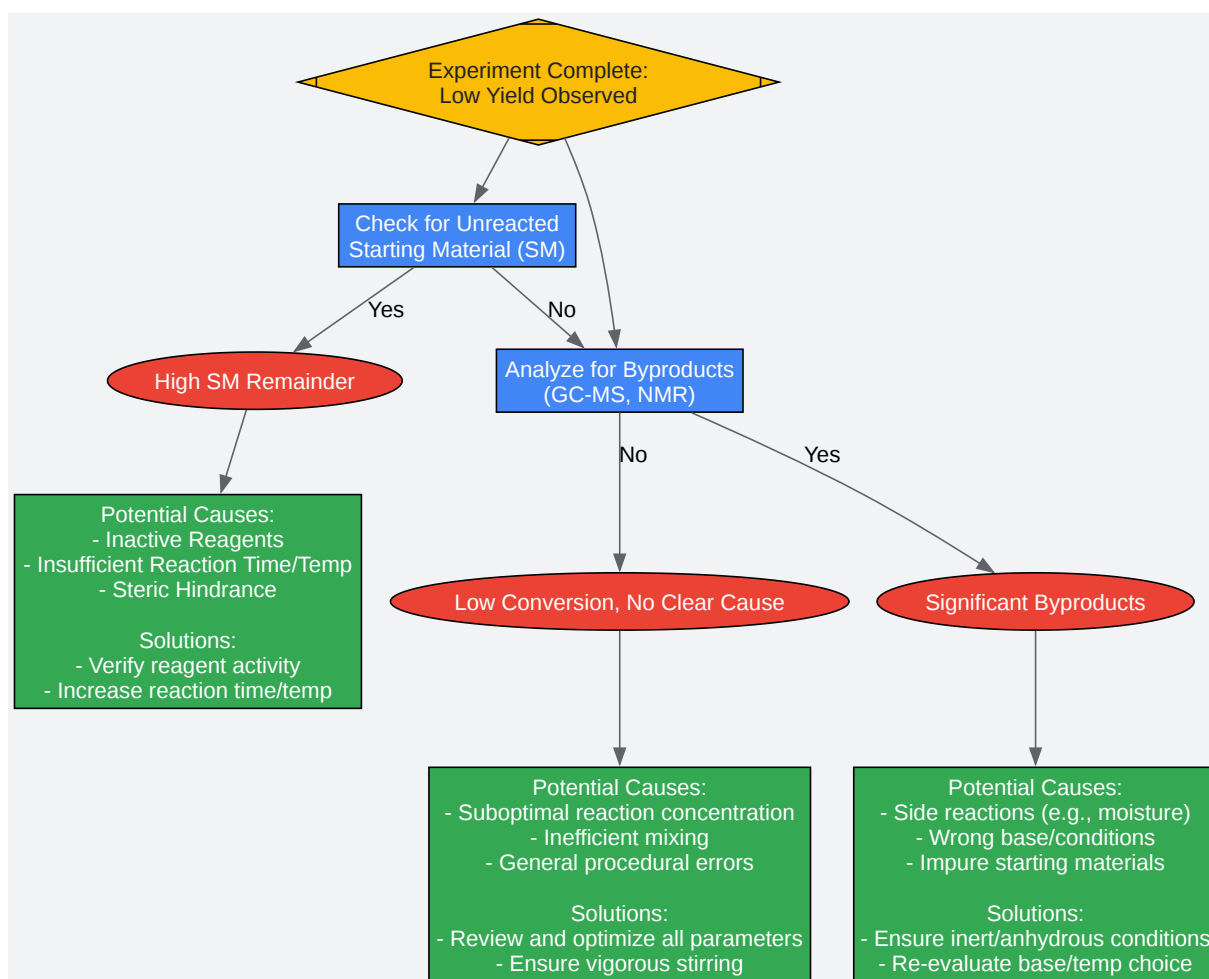 Experiment Complete:
Low Yield Observed
Check for Unreacted
Starting Material (SM)
Yes
No
Analyze for Byproducts
(GC-MS, NMR)
High SM Remainder
No
Yes
Potential Causes:
- Inactive Reagents
- Insufficient Reaction Time/Temp
- Steric Hindrance
Solutions:
- Verify reagent activity
- Increase reaction time/temp
Low Conversion, No Clear Cause
Significant Byproducts
Potential Causes:
- Suboptimal reaction concentration
- Inefficient mixing
- General procedural errors
Solutions:
- Review and optimize all parameters
- Ensure vigorous stirring
Potential Causes:
- Side reactions (e.g., moisture)
- Wrong base/conditions
- Impure starting materials
Solutions:
- Ensure inert/anhydrous conditions
- Re-evaluate base/temp choice